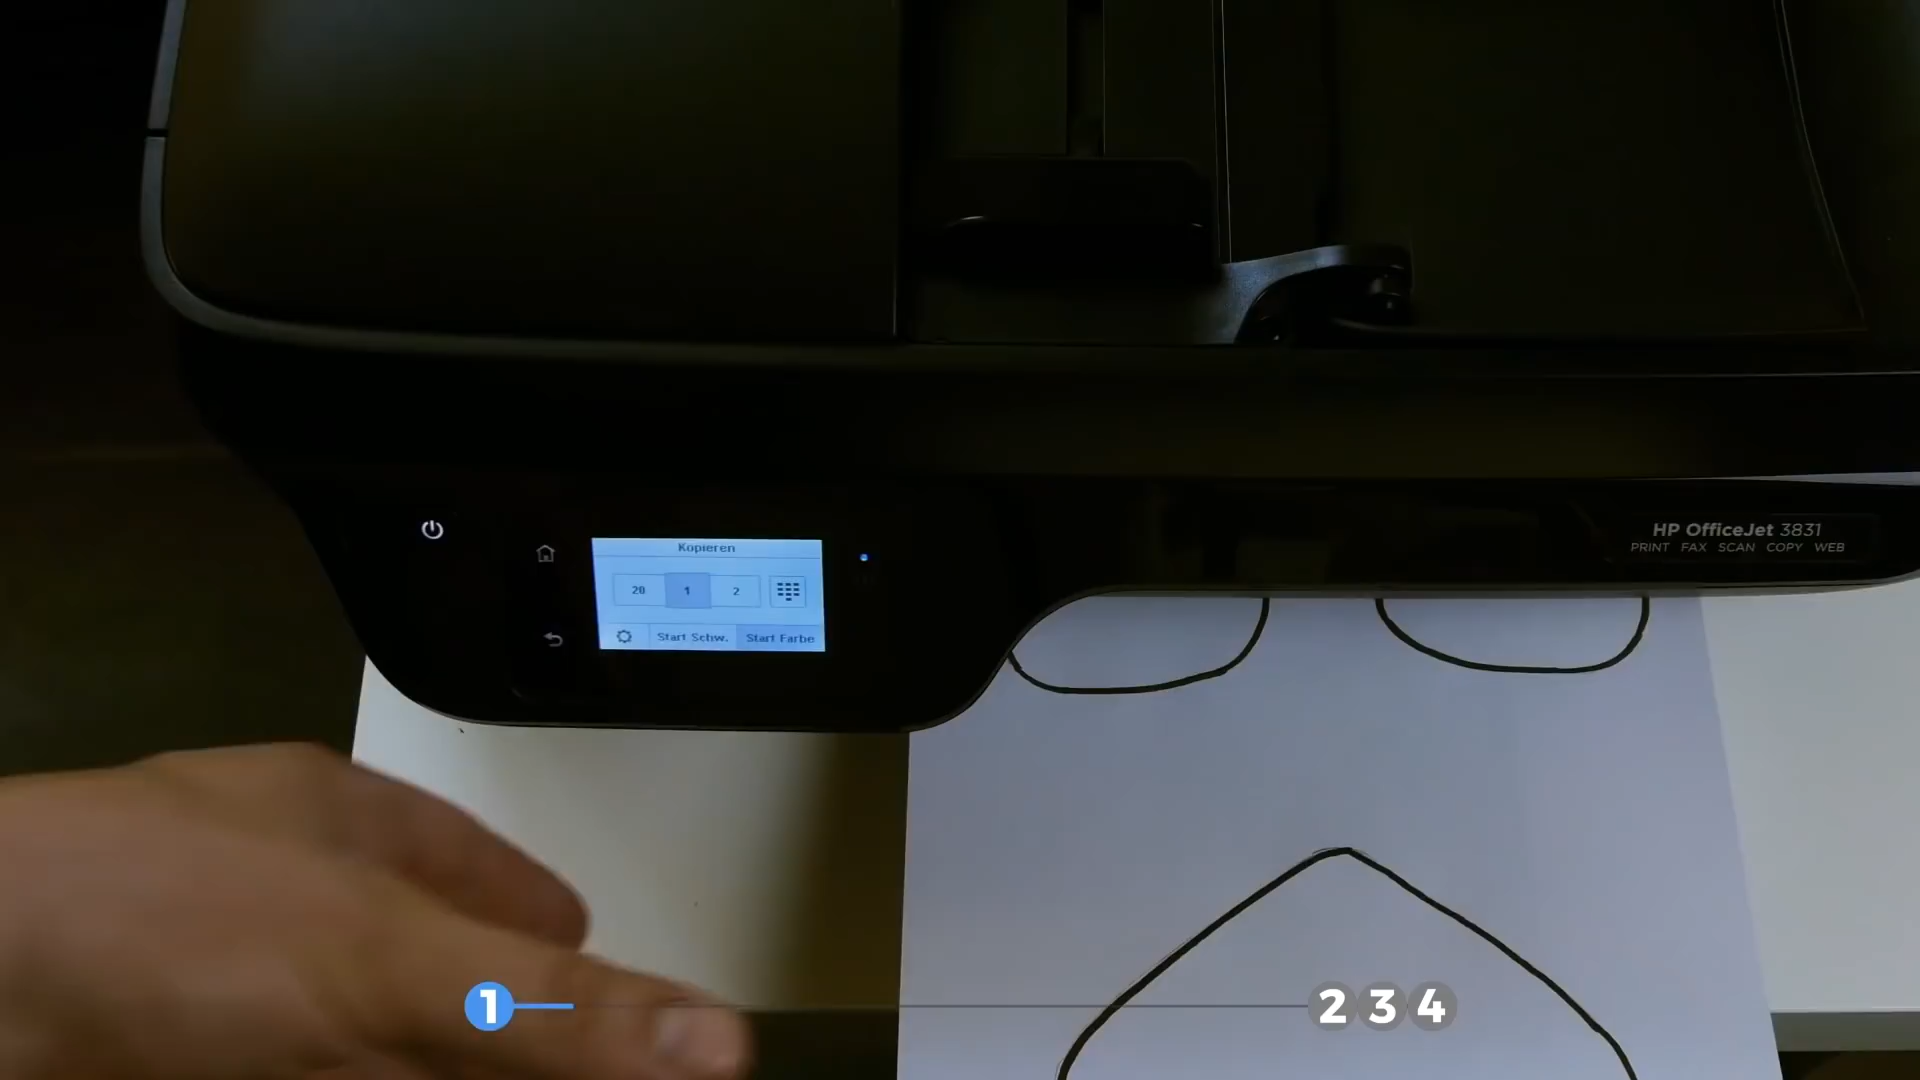 HP OfficeJet 3831
PRINT FAX SCAN COPY WEB
Kopieren
20 1 2
Start Schw. Start Farbe
1 2 3 4